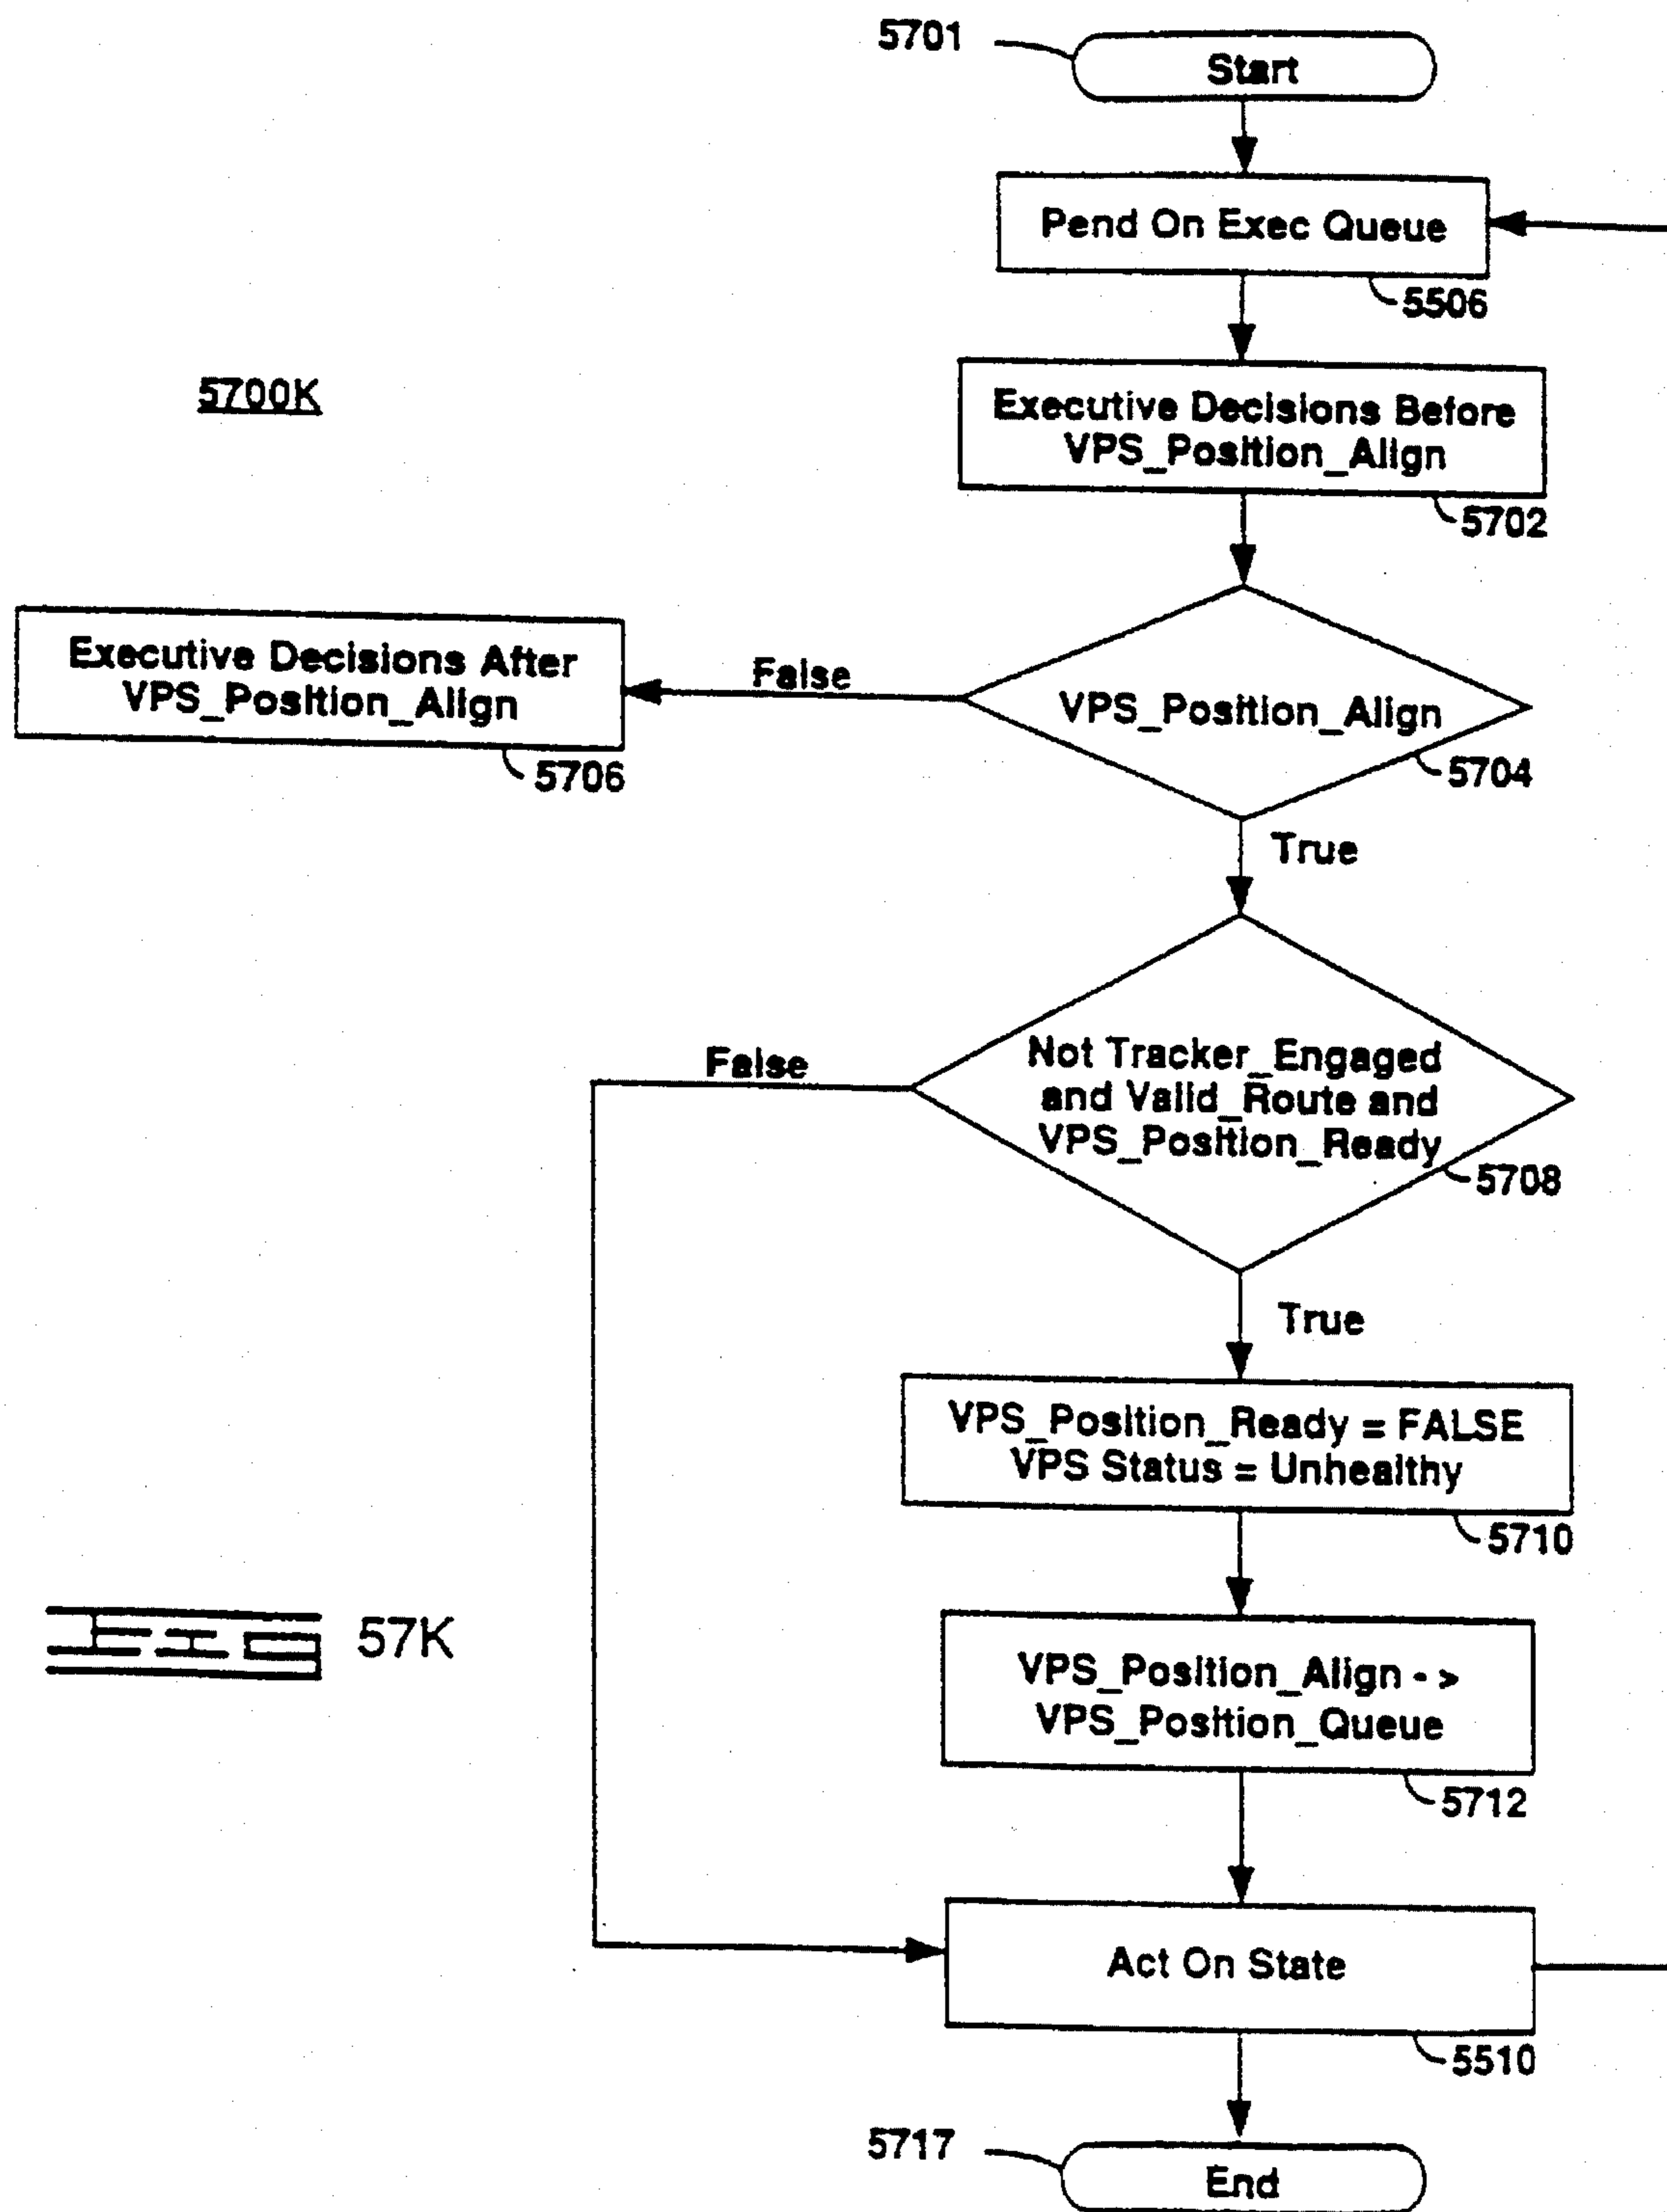 5701
Start
Pend On Exec Queue
5506
5700K
Executive Decisions Before
VPS_Position_Align
5702
Executive Decisions After
VPS_Position_Align
5706
False
VPS_Position_Align
5704
True
False
Not Tracker_Engaged
and Valid_Route and
VPS_Position_Ready
5708
True
VPS_Position_Ready = FALSE
VPS Status = Unhealthy
5710
FIG 57K
VPS_Position_Align - >
VPS_Position_Queue
5712
Act On State
5510
5717
End